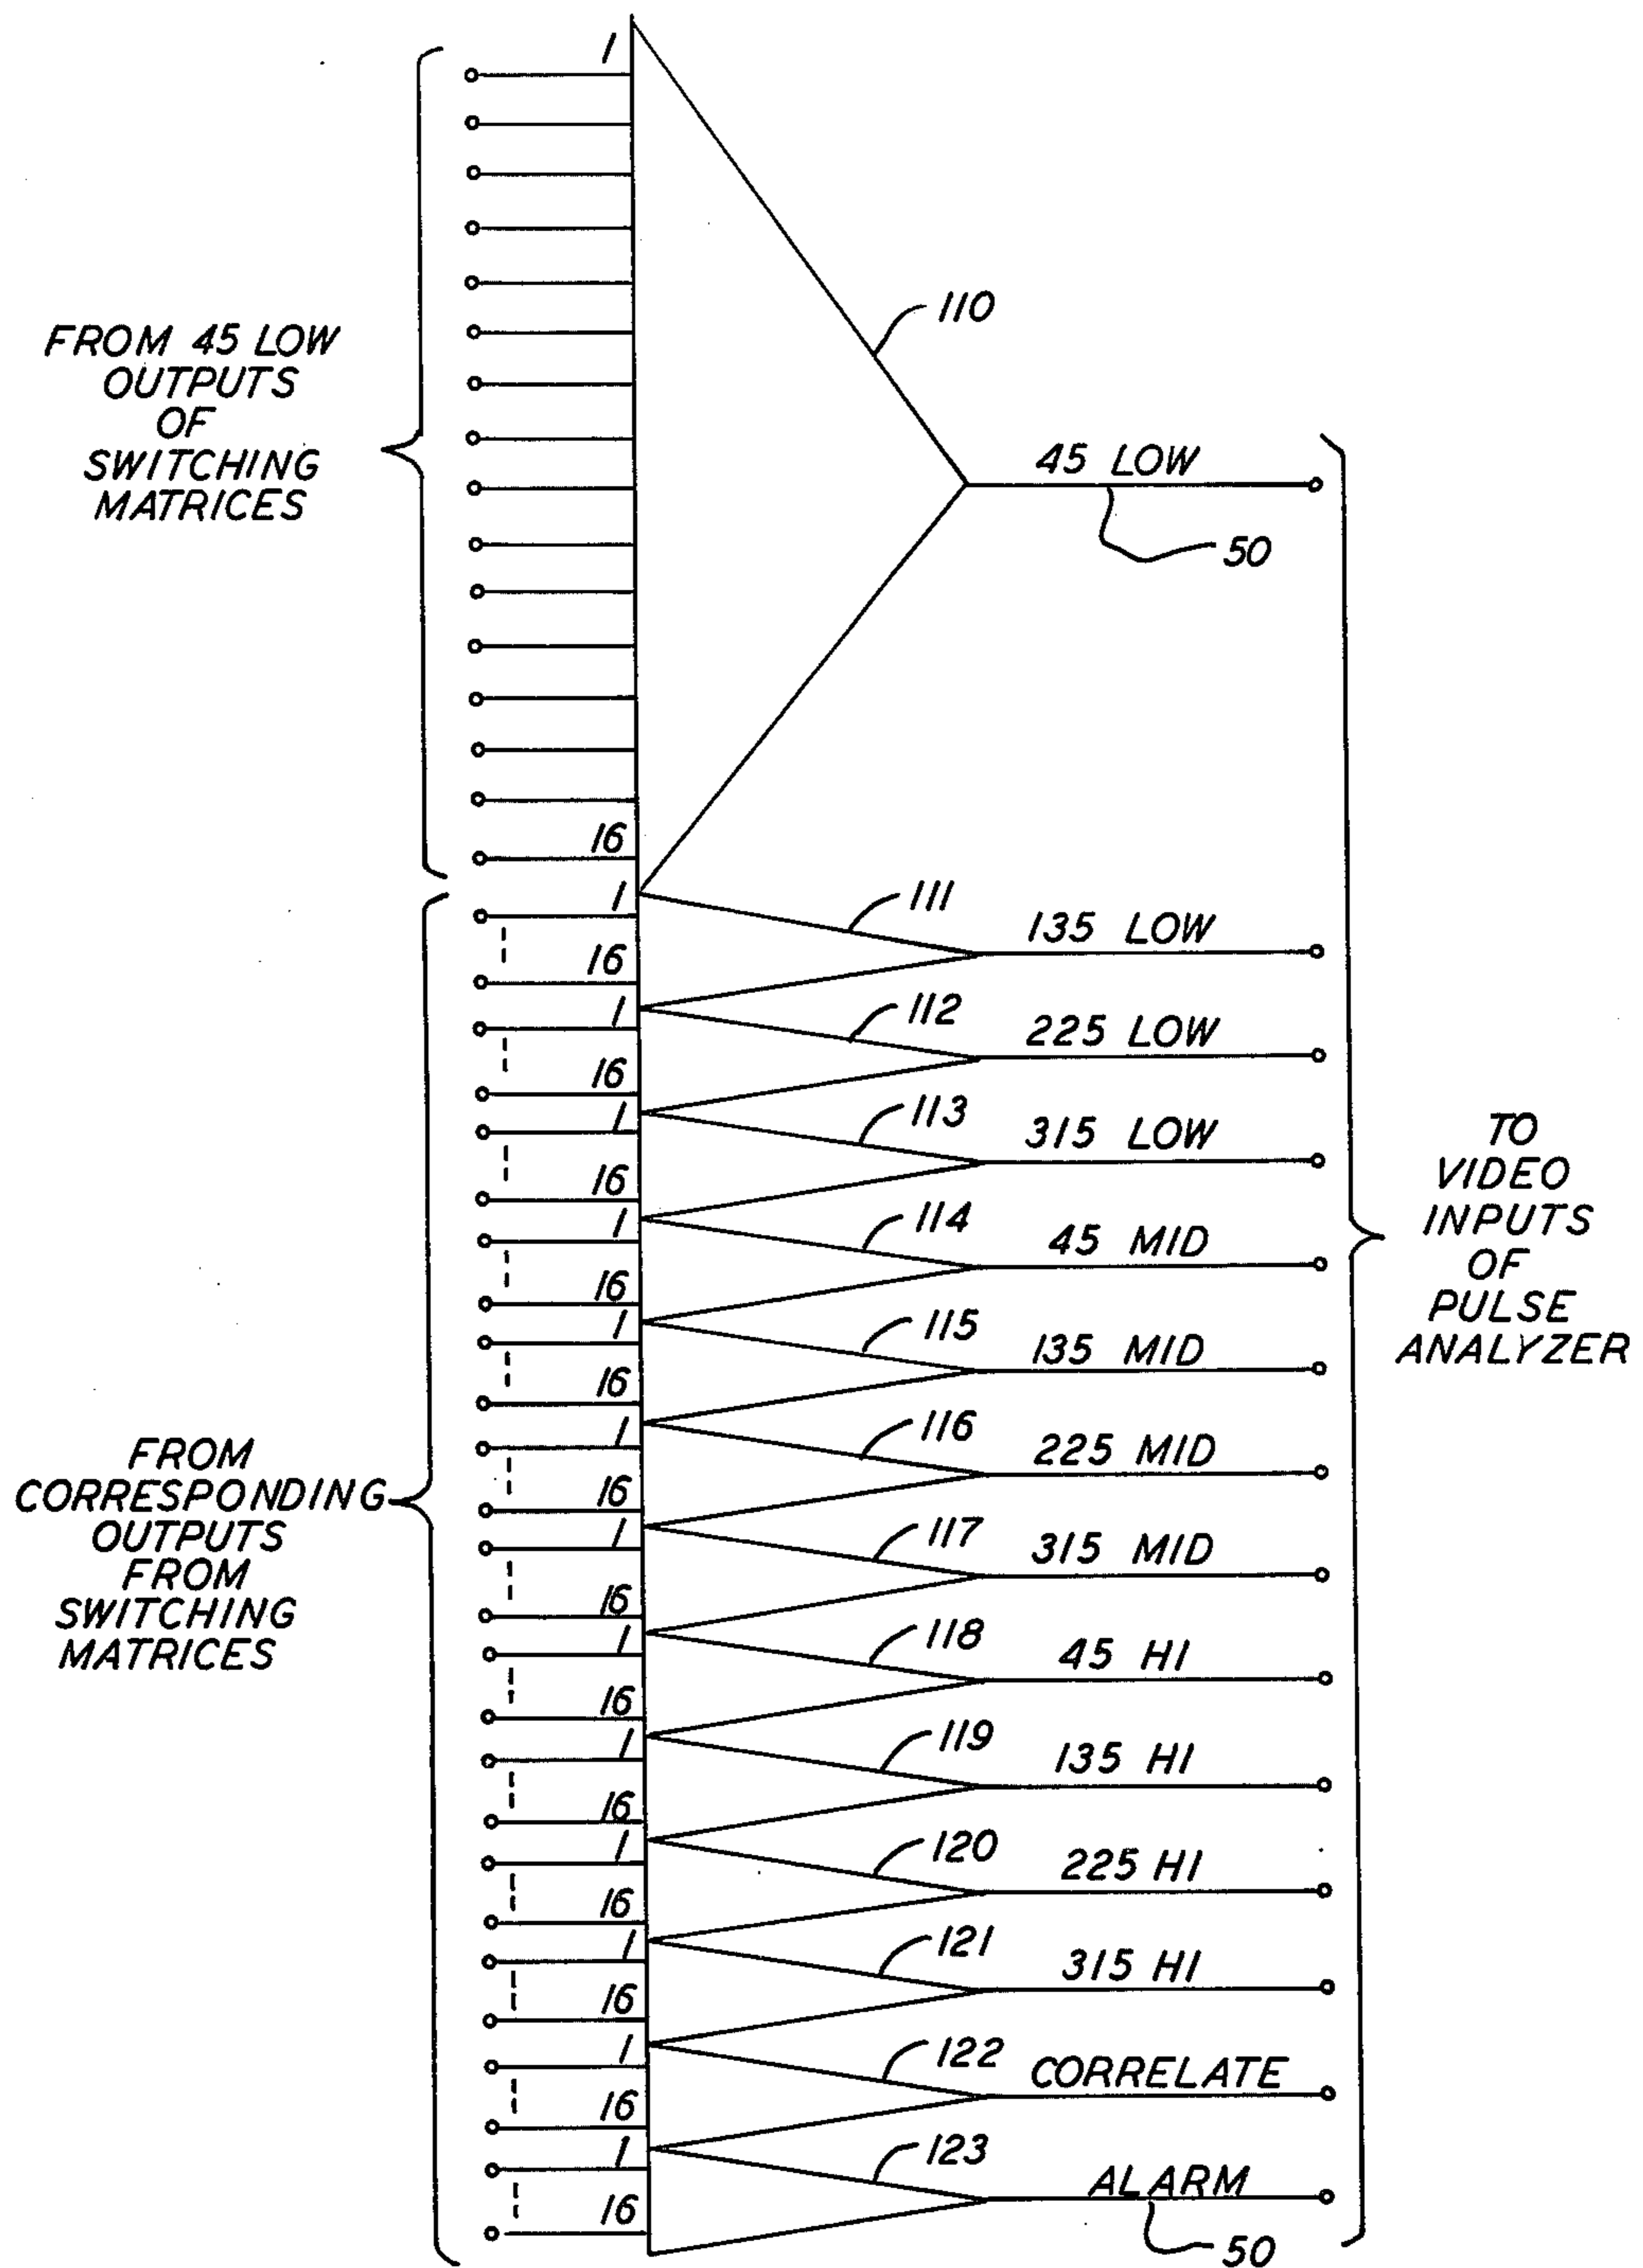 1
110
FROM 45 LOW
OUTPUTS
OF
SWITCHING
MATRICES
45 LOW
50
16
1
111
135 LOW
16
1
112
225 LOW
16
1
113
315 LOW
16
1
114
45 MID
16
1
115
135 MID
16
1
116
225 MID
16
1
117
315 MID
16
1
118
45 HI
16
1
119
135 HI
16
1
120
225 HI
16
1
121
315 HI
16
1
122
CORRELATE
16
1
123
ALARM
16
50
FROM
CORRESPONDING
OUTPUTS
FROM
SWITCHING
MATRICES
TO
VIDEO
INPUTS
OF
PULSE
ANALYZER